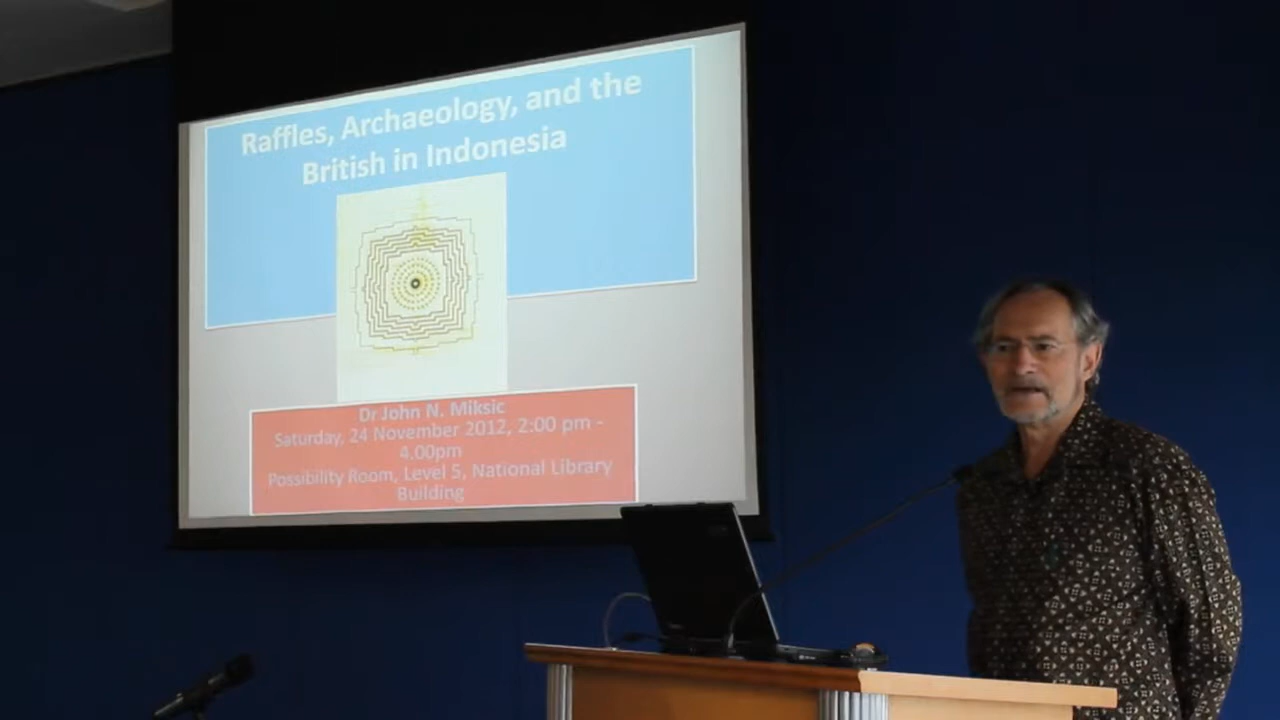 Raffles, Archaeology, and the
British in Indonesia
Dr John N. Miksic
Saturday, 24 November 2012, 2:00 pm -
4.00pm
Possibility Room, Level 5, National Library
Building